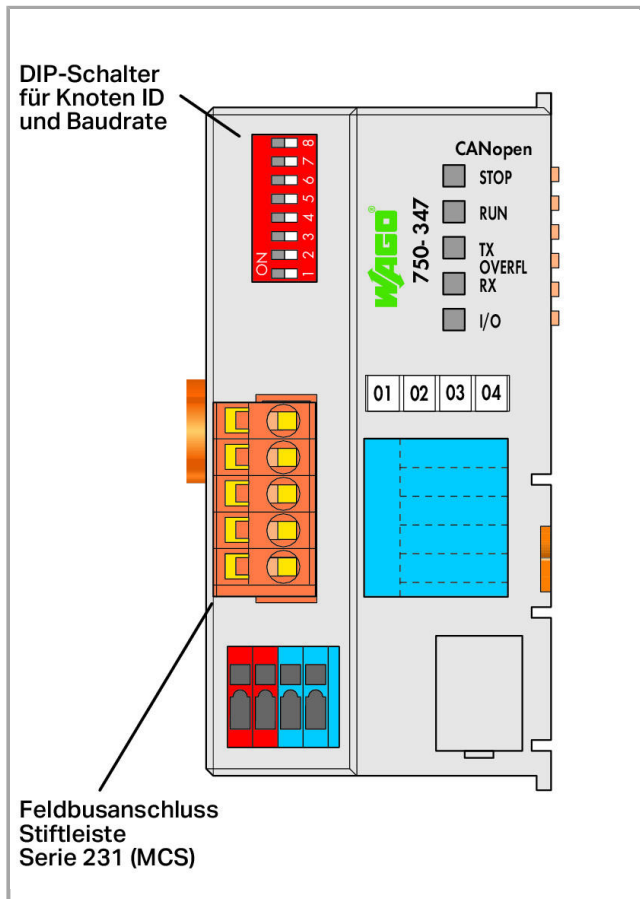 DIP-Schalter
für Knoten ID
und Baudrate
8
7
6
5
4
3
2
1
ON
WAGO®
750-347
CANopen
STOP
RUN
TX
OVERFL
RX
I/O
01 02 03 04
Feldbusanschluss
Stiftleiste
Serie 231 (MCS)